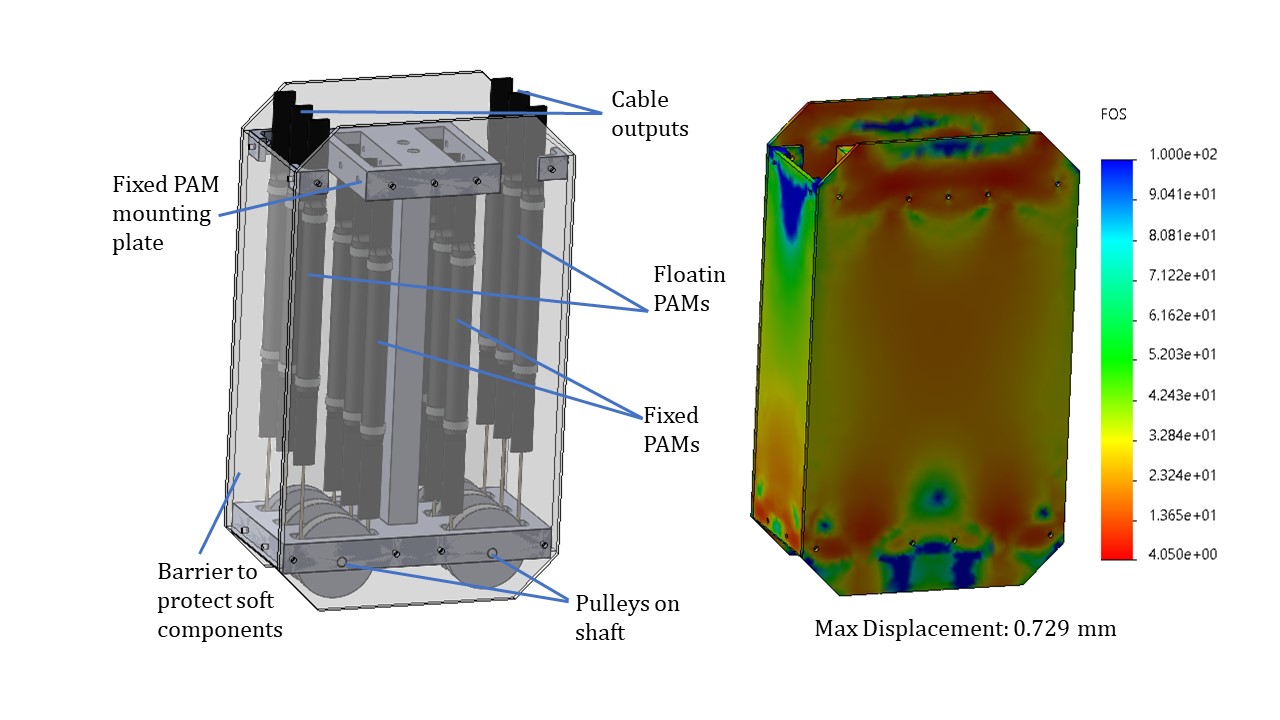 Cable
outputs
Fixed PAM
mounting
plate
Floatin
PAMs
Fixed
PAMs
Barrier to
protect soft
components
Pulleys on
shaft
FOS
1.000e+02
9.041e+01
8.081e+01
7.122e+01
6.162e+01
5.203e+01
4.243e+01
3.284e+01
2.324e+01
1.365e+01
4.050e+00
Max Displacement: 0.729 mm